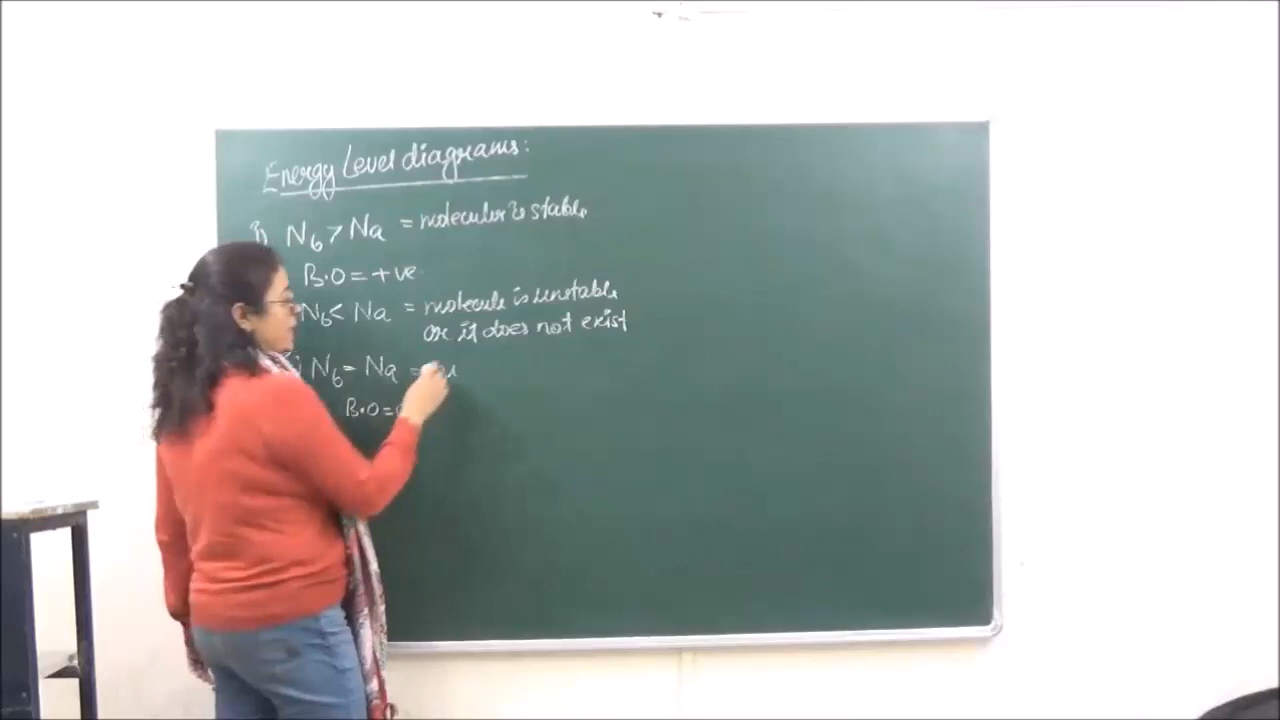 Energy Level diagrams:
i) Nb > Na = molecule is stable
B.O = +ve
Nb < Na = molecule is unstable
or it does not exist
) Nb = Na =
B.O =